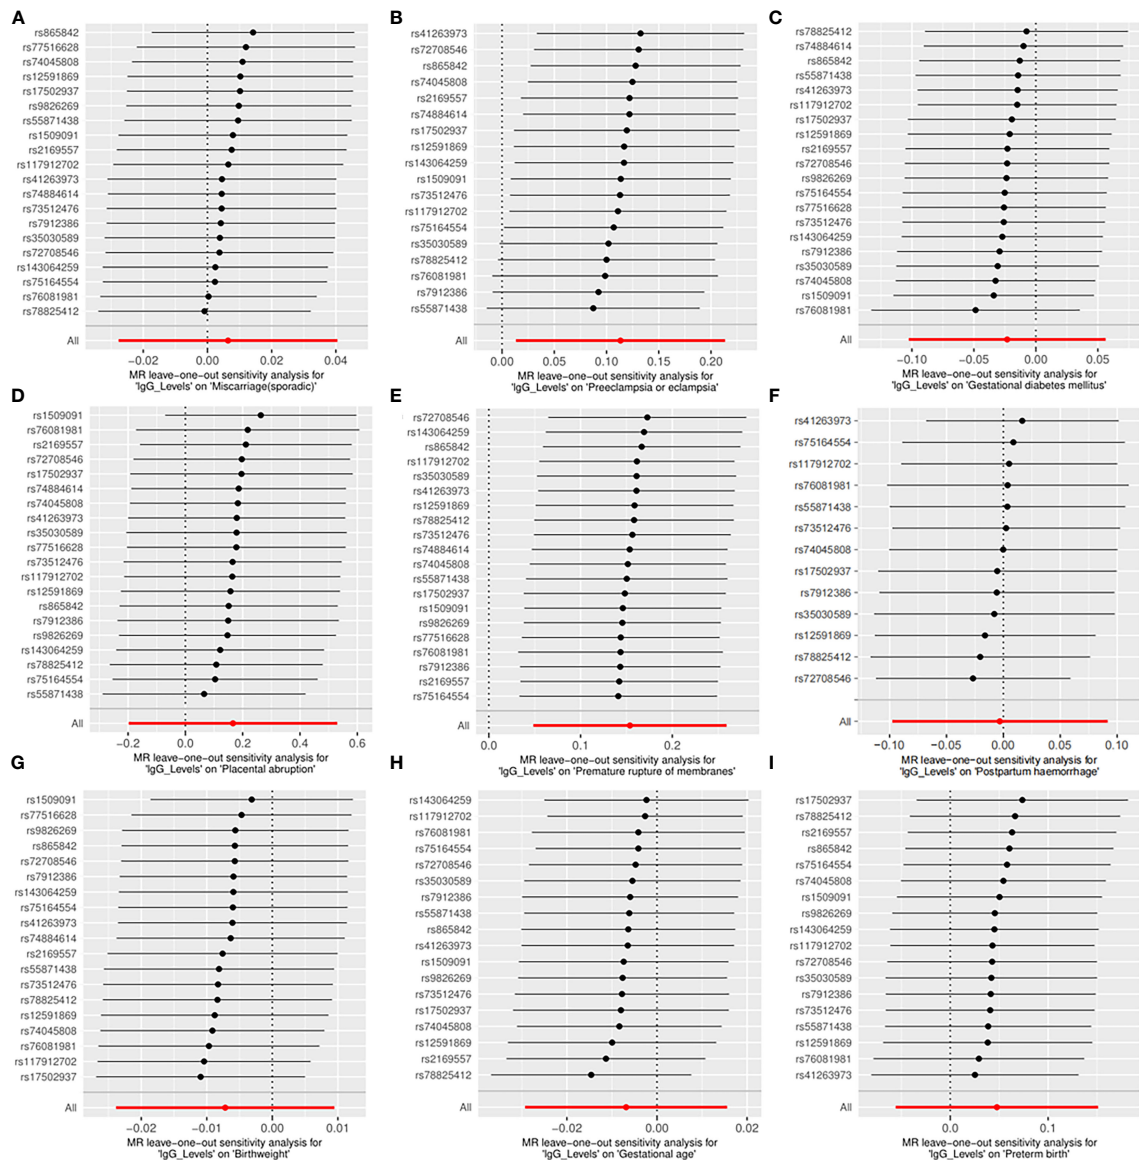 A
rs865842
rs77516628
rs74045808
rs12591869
rs17502937
rs9826269
rs55871438
rs1509091
rs2169557
rs117912702
rs41263973
rs74884614
rs73512476
rs7912386
rs35030589
rs72708546
rs143064259
rs75164554
rs76081981
rs78825412
All
−0.02 0.00 0.02 0.04
MR leave−one−out sensitivity analysis for
'IgG_Levels' on 'Miscarriage(sporadic)'
B
rs41263973
rs72708546
rs865842
rs74045808
rs2169557
rs74884614
rs17502937
rs12591869
rs143064259
rs1509091
rs73512476
rs117912702
rs75164554
rs35030589
rs78825412
rs76081981
rs7912386
rs55871438
All
0.00 0.05 0.10 0.15 0.20
MR leave−one−out sensitivity analysis for
'IgG_Levels' on 'Preeclampsia or eclampsia'
C
rs78825412
rs74884614
rs865842
rs55871438
rs41263973
rs117912702
rs17502937
rs12591869
rs2169557
rs72708546
rs9826269
rs75164554
rs77516628
rs73512476
rs143064259
rs7912386
rs35030589
rs74045808
rs1509091
rs76081981
All
−0.10 −0.05 0.00 0.05
MR leave−one−out sensitivity analysis for
'IgG_Levels' on 'Gestational diabetes mellitus'
D
rs1509091
rs76081981
rs2169557
rs72708546
rs17502937
rs74884614
rs74045808
rs41263973
rs35030589
rs77516628
rs73512476
rs117912702
rs12591869
rs865842
rs7912386
rs9826269
rs143064259
rs78825412
rs75164554
rs55871438
All
−0.2 0.0 0.2 0.4 0.6
MR leave−one−out sensitivity analysis for
'IgG_Levels' on 'Placental abruption'
E
rs72708546
rs143064259
rs865842
rs117912702
rs35030589
rs41263973
rs12591869
rs78825412
rs73512476
rs74884614
rs74045808
rs55871438
rs17502937
rs1509091
rs9826269
rs77516628
rs76081981
rs7912386
rs2169557
rs75164554
All
0.0 0.1 0.2
MR leave−one−out sensitivity analysis for
'IgG_Levels' on 'Premature rupture of membranes'
F
rs41263973
rs75164554
rs117912702
rs76081981
rs55871438
rs73512476
rs74045808
rs17502937
rs7912386
rs35030589
rs12591869
rs78825412
rs72708546
All
−0.10 −0.05 0.00 0.05 0.10
MR leave−one−out sensitivity analysis for
'IgG_Levels' on 'Postpartum haemorrhage'
G
rs1509091
rs77516628
rs9826269
rs865842
rs72708546
rs7912386
rs143064259
rs75164554
rs41263973
rs74884614
rs2169557
rs55871438
rs73512476
rs78825412
rs12591869
rs74045808
rs76081981
rs117912702
rs17502937
All
−0.02 −0.01 0.00 0.01
MR leave−one−out sensitivity analysis for
'IgG_Levels' on 'Birthweight'
H
rs143064259
rs117912702
rs76081981
rs75164554
rs72708546
rs35030589
rs7912386
rs55871438
rs865842
rs41263973
rs1509091
rs9826269
rs73512476
rs17502937
rs74045808
rs12591869
rs2169557
rs78825412
All
−0.02 0.00 0.02
MR leave−one−out sensitivity analysis for
'IgG_Levels' on 'Gestational age'
I
rs17502937
rs78825412
rs2169557
rs865842
rs75164554
rs74045808
rs1509091
rs9826269
rs143064259
rs117912702
rs72708546
rs35030589
rs7912386
rs73512476
rs55871438
rs12591869
rs76081981
rs41263973
All
0.0 0.1
MR leave−one−out sensitivity analysis for
'IgG_Levels' on 'Preterm birth'